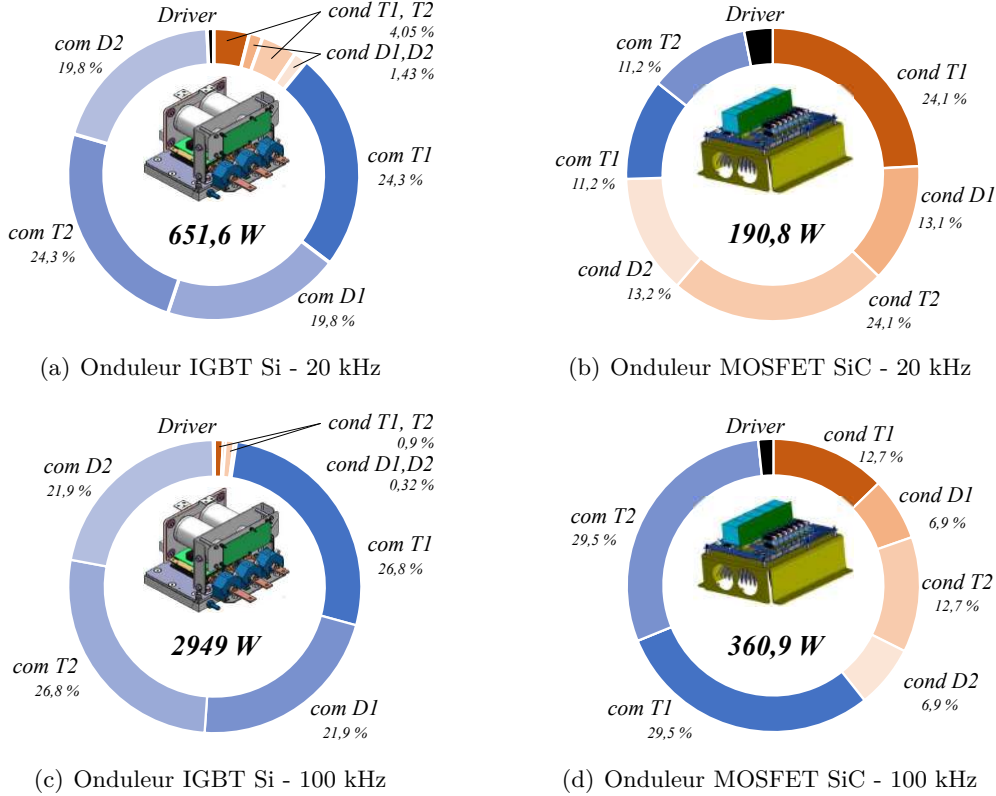 Driver
cond T1, T2
4,05 %
cond D1,D2
1,43 %
com T1
24,3 %
com D1
19,8 %
com T2
24,3 %
com D2
19,8 %
651,6 W
(a) Onduleur IGBT Si - 20 kHz
Driver
cond T1
24,1 %
cond D1
13,1 %
cond T2
24,1 %
cond D2
13,2 %
com T1
11,2 %
com T2
11,2 %
190,8 W
(b) Onduleur MOSFET SiC - 20 kHz
Driver
cond T1, T2
0,9 %
cond D1,D2
0,32 %
com T1
26,8 %
com D1
21,9 %
com T2
26,8 %
com D2
21,9 %
2949 W
(c) Onduleur IGBT Si - 100 kHz
Driver
cond T1
12,7 %
cond D1
6,9 %
cond T2
12,7 %
cond D2
6,9 %
com T1
29,5 %
com T2
29,5 %
360,9 W
(d) Onduleur MOSFET SiC - 100 kHz